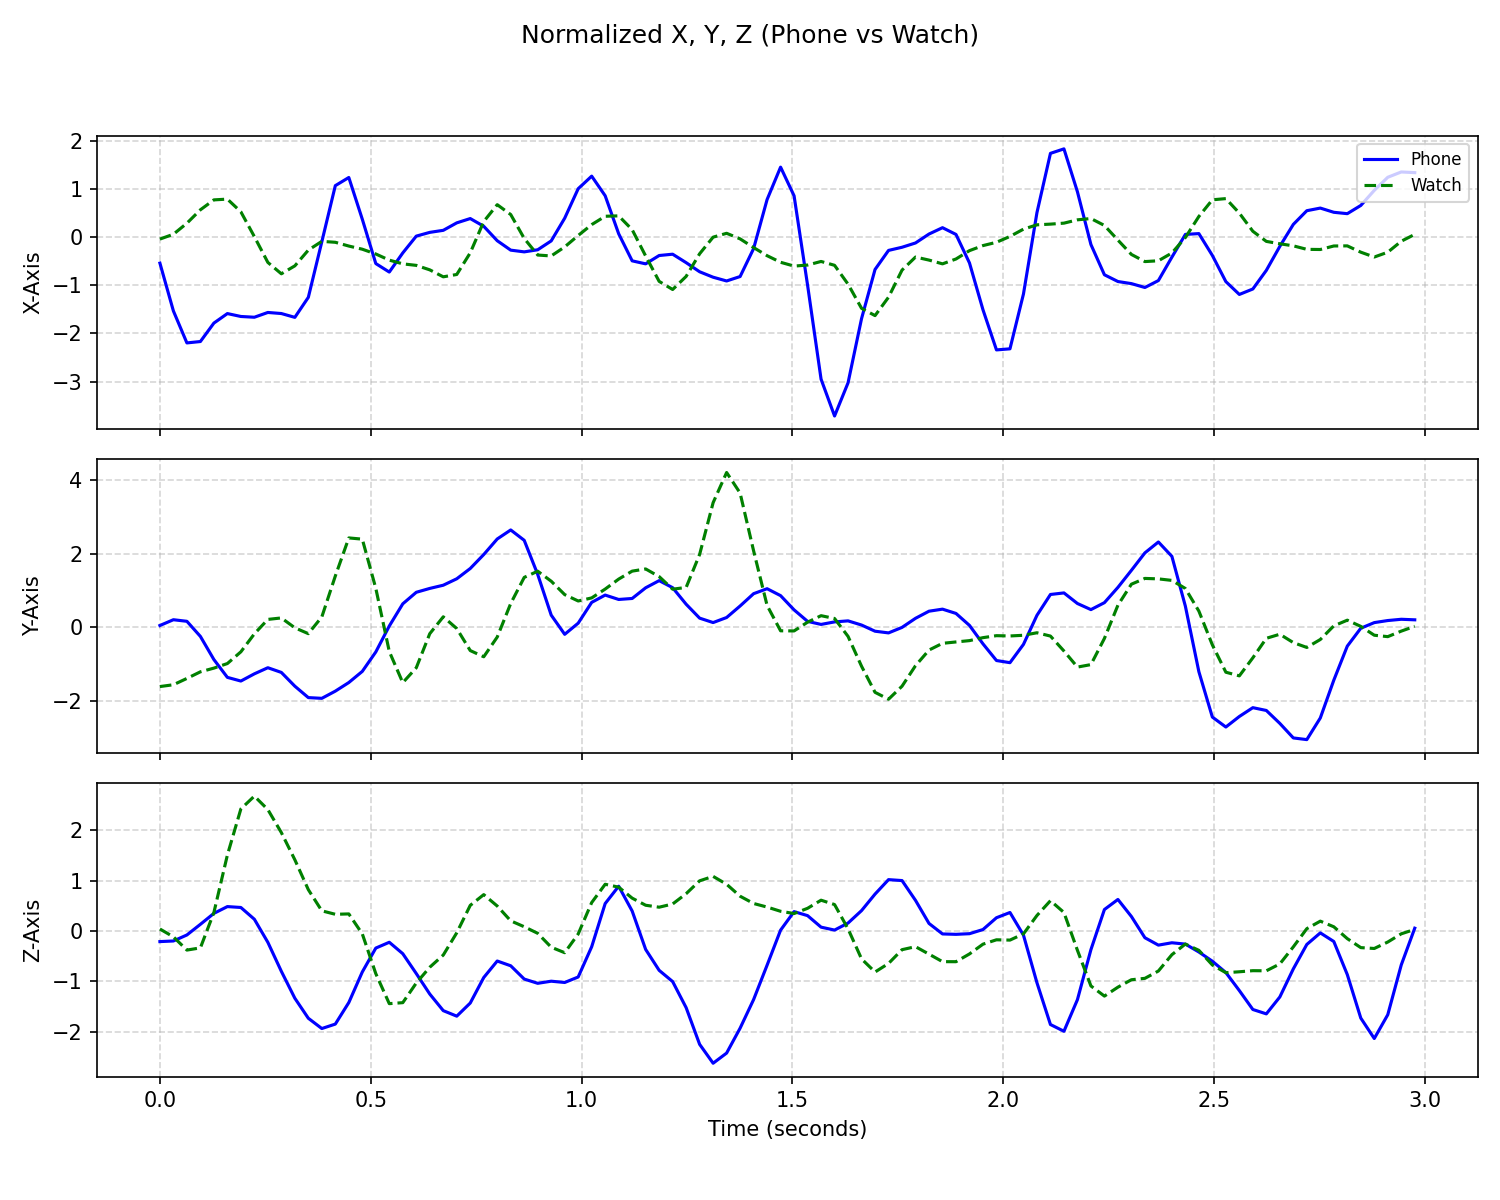 Normalized X, Y, Z (Phone vs Watch)
2
1
0
−1
−2
−3
X-Axis
Phone
Watch
4
2
0
−2
Y-Axis
2
1
0
−1
−2
Z-Axis
0.0 0.5 1.0 1.5 2.0 2.5 3.0
Time (seconds)